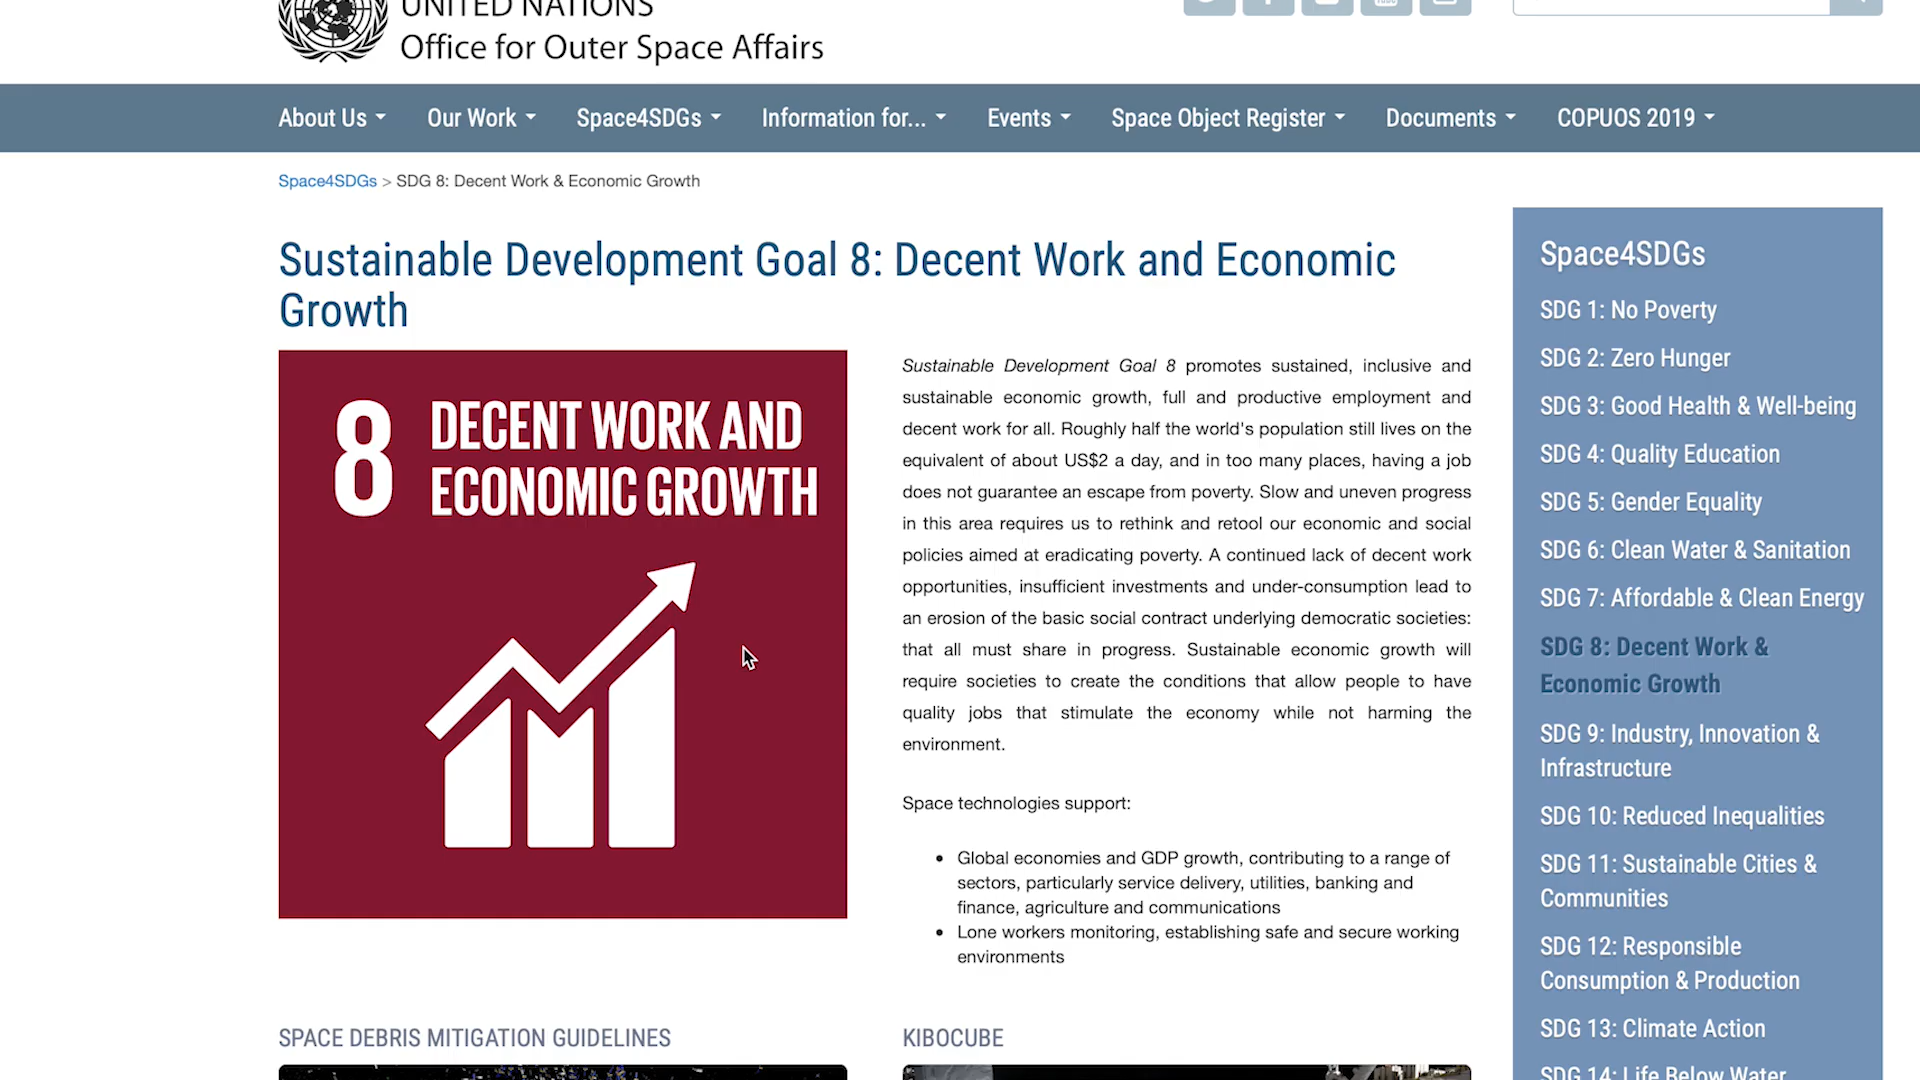 UNITED NATIONS
Office for Outer Space Affairs
About Us
Our Work
Space4SDGs
Information for...
Events
Space Object Register
Documents
COPUOS 2019
Space4SDGs > SDG 8: Decent Work & Economic Growth
Sustainable Development Goal 8: Decent Work and Economic
Growth
8 DECENT WORK AND
ECONOMIC GROWTH
Sustainable Development Goal 8 promotes sustained, inclusive and
sustainable economic growth, full and productive employment and
decent work for all. Roughly half the world's population still lives on the
equivalent of about US$2 a day, and in too many places, having a job
does not guarantee an escape from poverty. Slow and uneven progress
in this area requires us to rethink and retool our economic and social
policies aimed at eradicating poverty. A continued lack of decent work
opportunities, insufficient investments and under-consumption lead to
an erosion of the basic social contract underlying democratic societies:
that all must share in progress. Sustainable economic growth will
require societies to create the conditions that allow people to have
quality jobs that stimulate the economy while not harming the
environment.
Space technologies support:
• Global economies and GDP growth, contributing to a range of
sectors, particularly service delivery, utilities, banking and
finance, agriculture and communications
• Lone workers monitoring, establishing safe and secure working
environments
SPACE DEBRIS MITIGATION GUIDELINES
KIBOCUBE
Space4SDGs
SDG 1: No Poverty
SDG 2: Zero Hunger
SDG 3: Good Health & Well-being
SDG 4: Quality Education
SDG 5: Gender Equality
SDG 6: Clean Water & Sanitation
SDG 7: Affordable & Clean Energy
SDG 8: Decent Work &
Economic Growth
SDG 9: Industry, Innovation &
Infrastructure
SDG 10: Reduced Inequalities
SDG 11: Sustainable Cities &
Communities
SDG 12: Responsible
Consumption & Production
SDG 13: Climate Action
SDG 14: Life Below Water